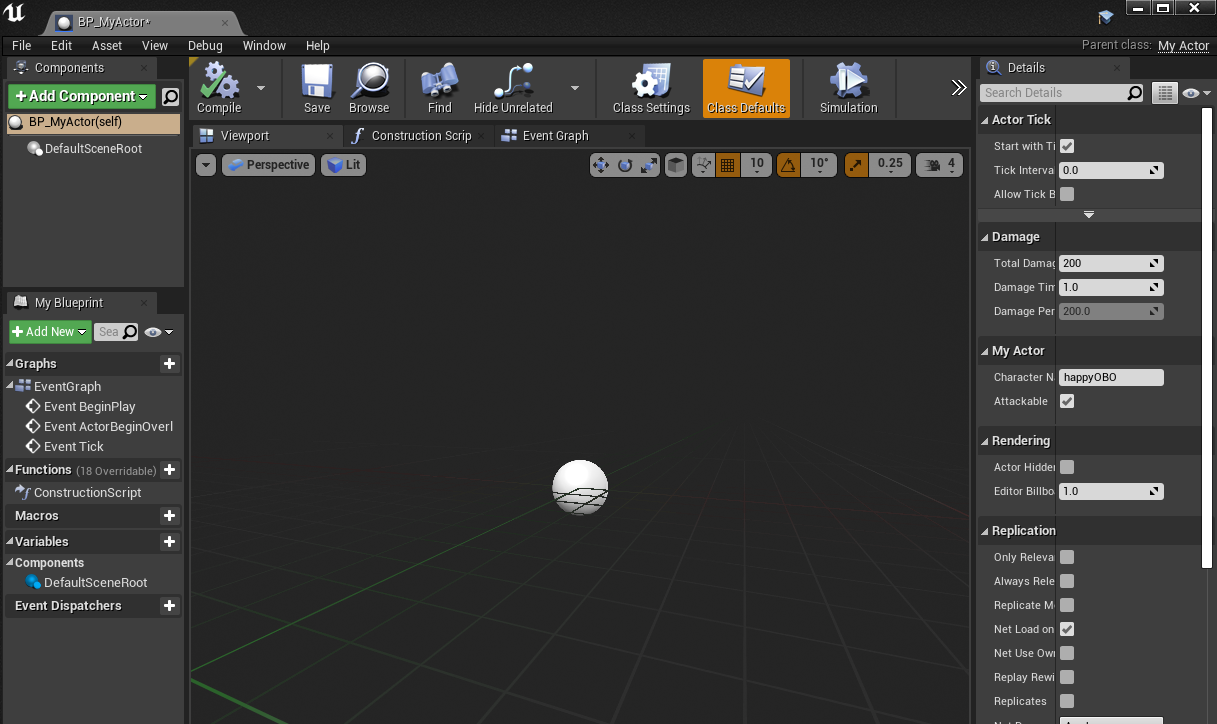 BP_MyActor*
File Edit Asset View Debug Window Help
Parent class: My Actor
Components
+Add Component
BP_MyActor(self)
DefaultSceneRoot
My Blueprint
+Add New
Sea
Graphs
EventGraph
Event BeginPlay
Event ActorBeginOverl
Event Tick
Functions (18 Overridable)
ConstructionScript
Macros
Variables
Components
DefaultSceneRoot
Event Dispatchers
Compile
Save
Browse
Find
Hide Unrelated
Class Settings
Class Defaults
Simulation
Viewport
Construction Scrip
Event Graph
Perspective
Lit
10
10°
0.25
4
Details
Search Details
Actor Tick
Start with Ti
Tick Interva 0.0
Allow Tick B
Damage
Total Damag 200
Damage Tim 1.0
Damage Per 200.0
My Actor
Character N happyOBO
Attackable
Rendering
Actor Hidden
Editor Billbo 1.0
Replication
Only Releva
Always Rele
Replicate M
Net Load on
Net Use Own
Replay Rewi
Replicates